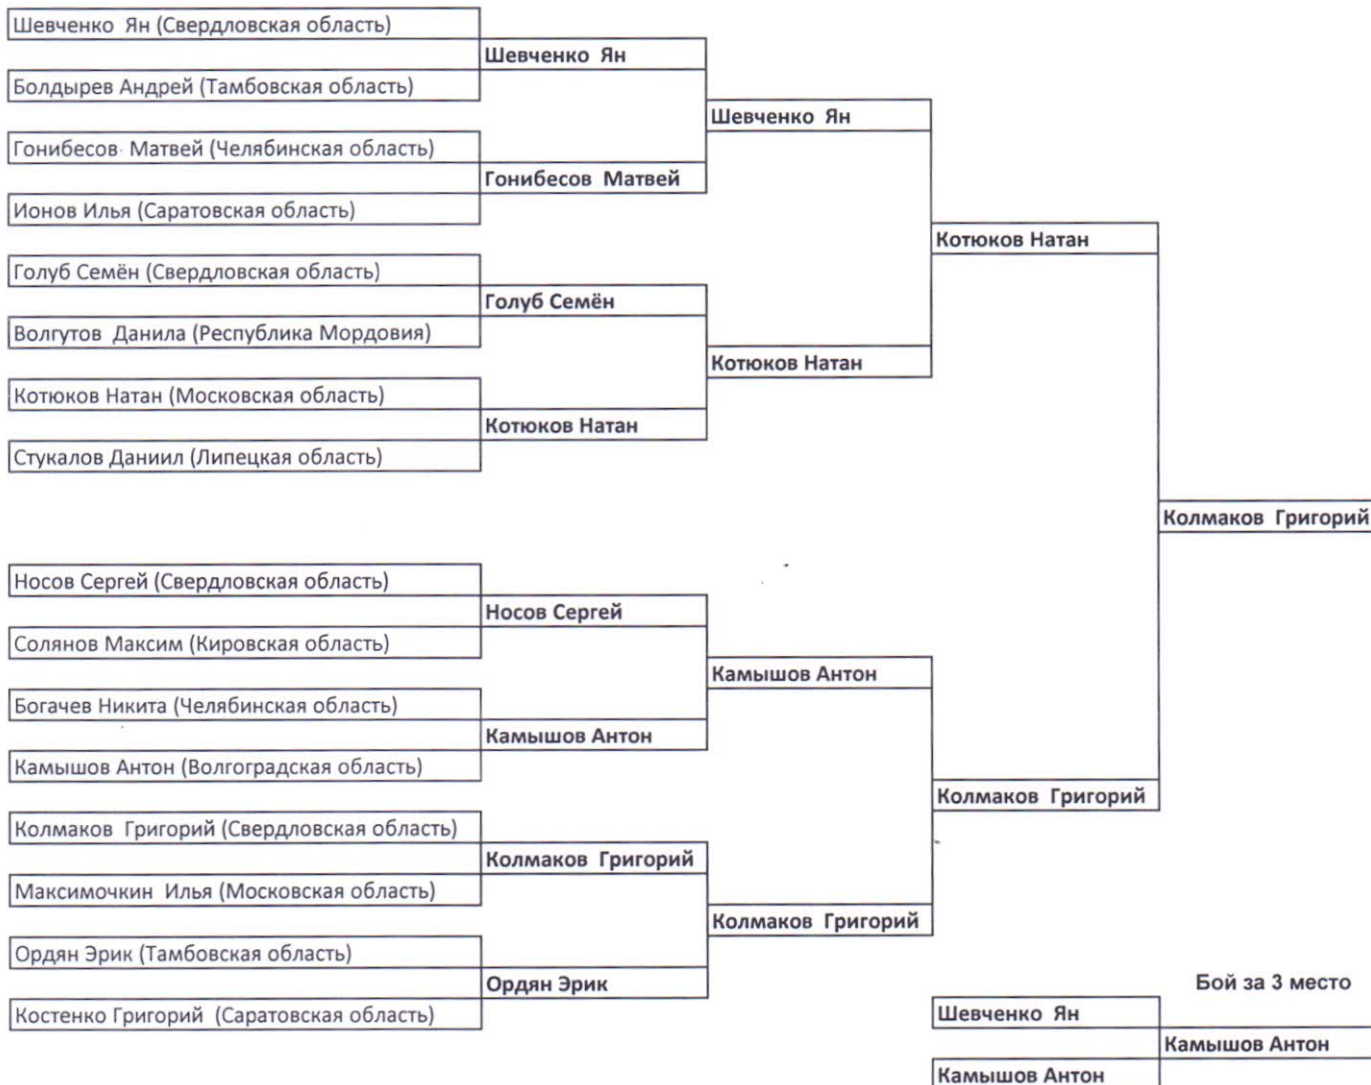 Шевченко Ян (Свердловская область)
Шевченко Ян
Болдырев Андрей (Тамбовская область)
Шевченко Ян
Гонибесов Матвей (Челябинская область)
Гонибесов Матвей
Ионов Илья (Саратовская область)
Котюков Натан
Голуб Семён (Свердловская область)
Голуб Семён
Волгутов Данила (Республика Мордовия)
Котюков Натан
Котюков Натан (Московская область)
Котюков Натан
Стукалов Даниил (Липецкая область)
Колмаков Григорий
Носов Сергей (Свердловская область)
Носов Сергей
Солянов Максим (Кировская область)
Камышов Антон
Богачев Никита (Челябинская область)
Камышов Антон
Камышов Антон (Волгоградская область)
Колмаков Григорий
Колмаков Григорий (Свердловская область)
Колмаков Григорий
Максимочкин Илья (Московская область)
Колмаков Григорий
Ордян Эрик (Тамбовская область)
Ордян Эрик
Бой за 3 место
Костенко Григорий (Саратовская область)
Шевченко Ян
Камышов Антон
Камышов Антон